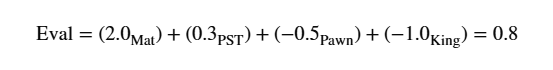 Eval = (2.0Mat) + (0.3PST) + (−0.5Pawn) + (−1.0King) = 0.8